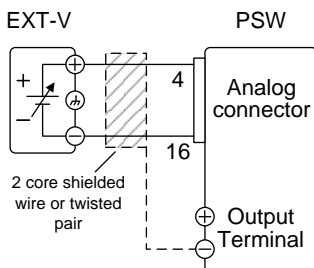 EXT-V
PSW
+
-
+
-
4
16
Analog
connector
2 core shielded
wire or twisted
pair
+
-
Output
Terminal